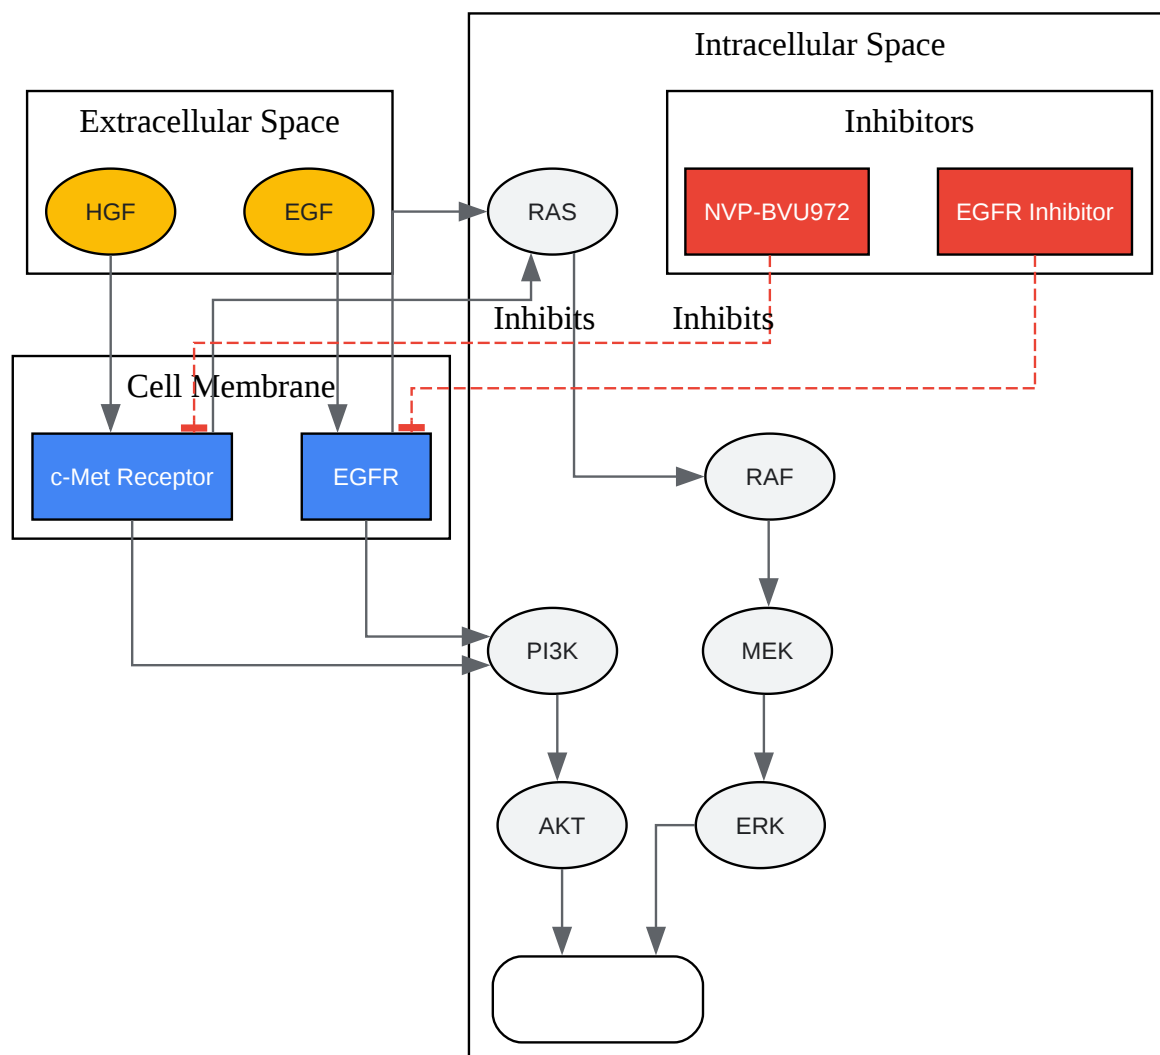 Intracellular Space
Extracellular Space
Inhibitors
HGF
EGF
RAS
NVP-BVU972
EGFR Inhibitor
Inhibits
Inhibits
Cell Membrane
c-Met Receptor
EGFR
RAF
PI3K
MEK
AKT
ERK